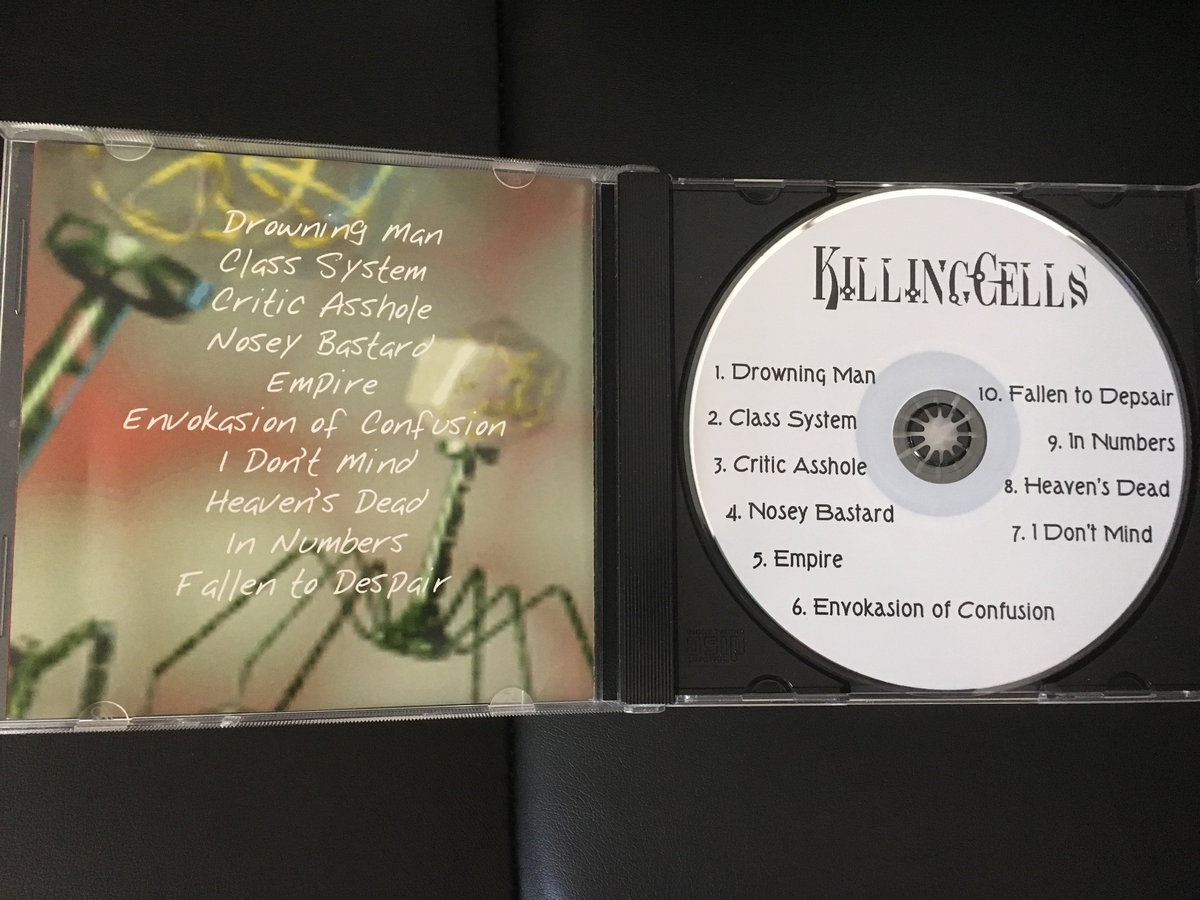 Drowning Man
Class System
Critic Asshole
Nosey Bastard
Empire
Envokasion of Confusion
I Don't Mind
Heaven's Dead
In Numbers
Fallen to Despair
KILLINGCELLS
1. Drowning Man
2. Class System
3. Critic Asshole
4. Nosey Bastard
5. Empire
6. Envokasion of Confusion
10. Fallen to Depsair
9. In Numbers
8. Heaven's Dead
7. I Don't Mind